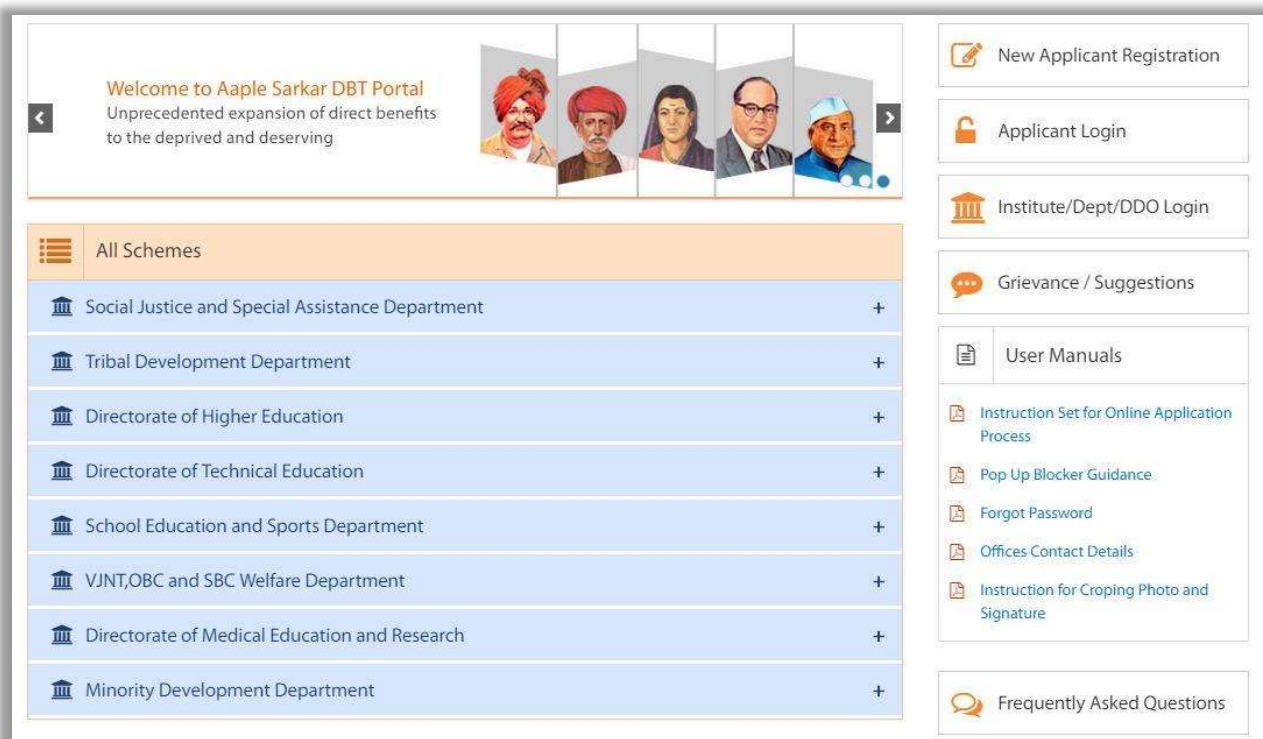 Welcome to Aaple Sarkar DBT Portal
Unprecedented expansion of direct benefits
to the deprived and deserving
All Schemes
Social Justice and Special Assistance Department +
Tribal Development Department +
Directorate of Higher Education +
Directorate of Technical Education +
School Education and Sports Department +
VJNT,OBC and SBC Welfare Department +
Directorate of Medical Education and Research +
Minority Development Department +
New Applicant Registration
Applicant Login
Institute/Dept/DDO Login
Grievance / Suggestions
User Manuals
Instruction Set for Online Application
Process
Pop Up Blocker Guidance
Forgot Password
Offices Contact Details
Instruction for Croping Photo and
Signature
Frequently Asked Questions